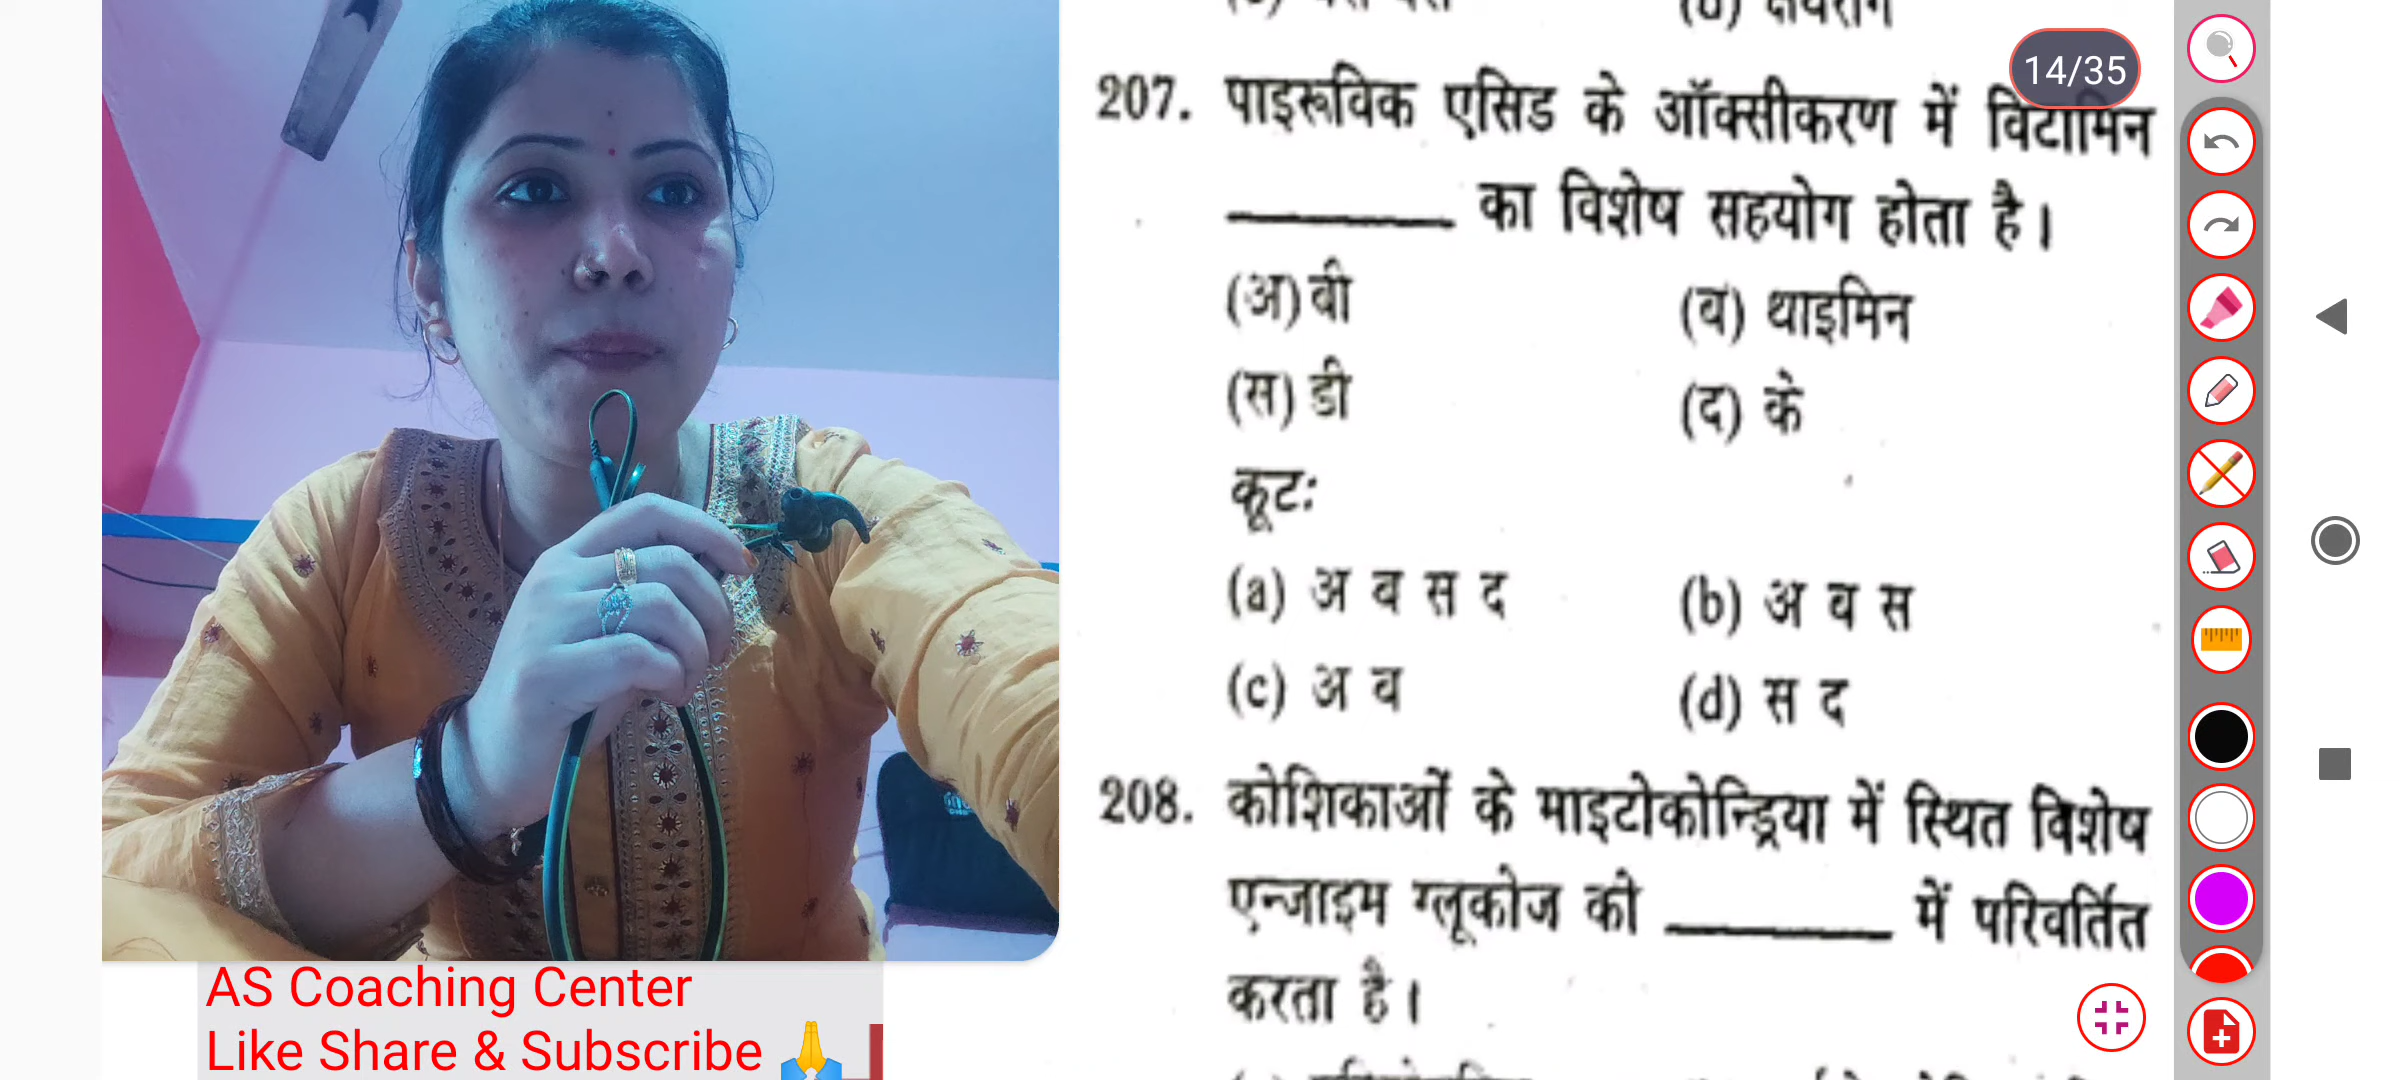 14/35
207. पाइरूविक एसिड के ऑक्सीकरण में विटामिन
________ का विशेष सहयोग होता है।
(अ) बी (ब) थाइमिन
(स) डी (द) के
कूटः
(a) अ ब स द (b) अ ब स
(c) अ ब (d) स द
208. कोशिकाओं के माइटोकोन्ड्रिया में स्थित विशेष
एन्जाइम ग्लूकोज को ________ में परिवर्तित
करता है।
AS Coaching Center
Like Share & Subscribe